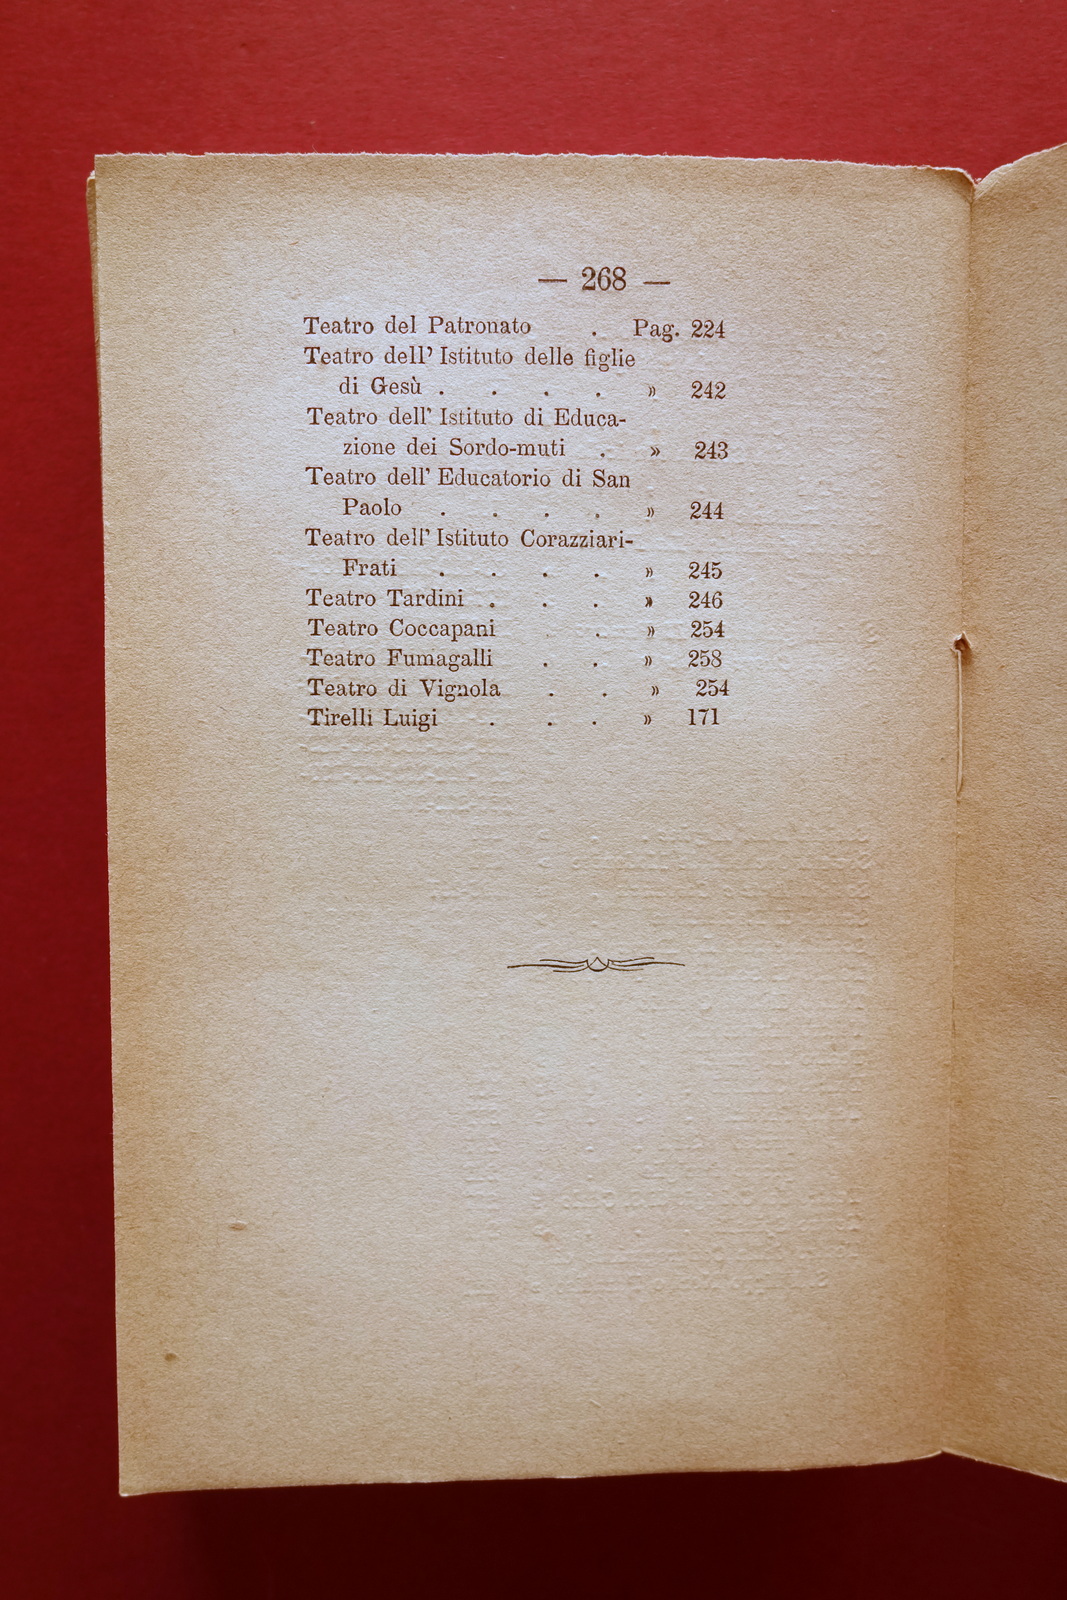 — 268 —
Teatro del Patronato . Pag. 224
Teatro dell' Istituto delle figlie
di Gesù . . . . » 242
Teatro dell' Istituto di Educa-
zione dei Sordo-muti . » 243
Teatro dell' Educatorio di San
Paolo . . . . » 244
Teatro dell' Istituto Corazziari-
Frati . . . . » 245
Teatro Tardini . . . » 246
Teatro Coccapani . . » 254
Teatro Fumagalli . . » 258
Teatro di Vignola . . » 254
Tirelli Luigi . . . » 171